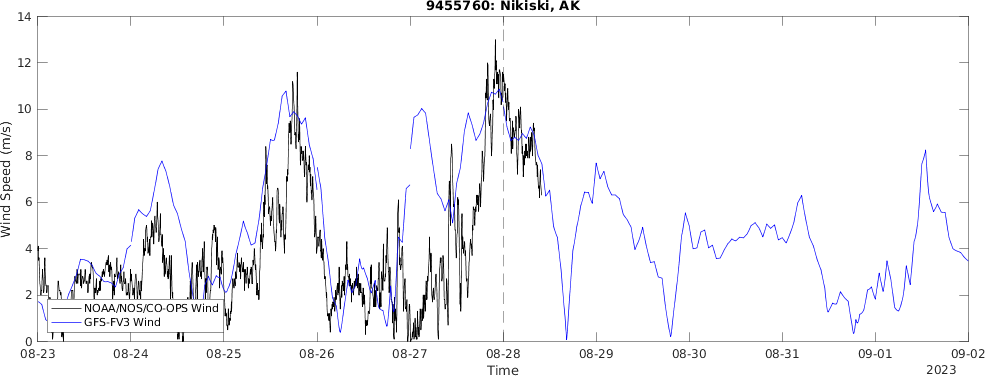 9455760: Nikiski, AK
14
12
10
8
6
4
2
0
Wind Speed (m/s)
NOAA/NOS/CO-OPS Wind
GFS-FV3 Wind
08-23 08-24 08-25 08-26 08-27 08-28 08-29 08-30 08-31 09-01 09-02
Time
2023